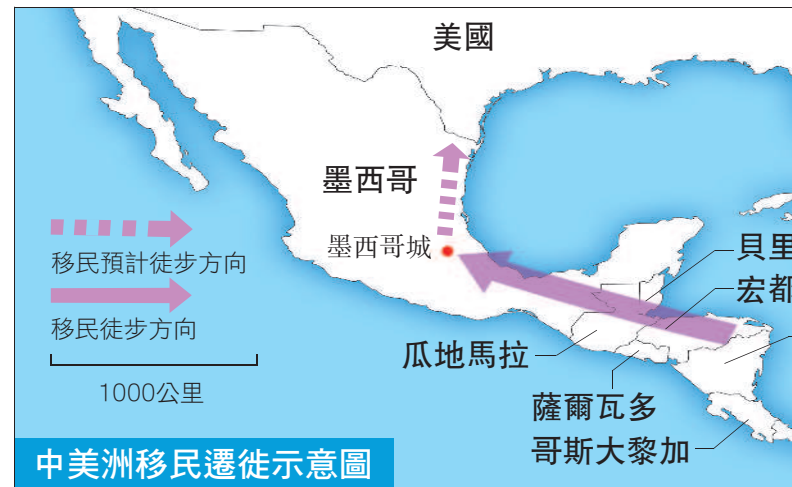 美國
墨西哥
墨西哥城
移民預計徒步方向
移民徒步方向
1000公里
貝里
宏都
瓜地馬拉
薩爾瓦多
哥斯大黎加
中美洲移民遷徙示意圖